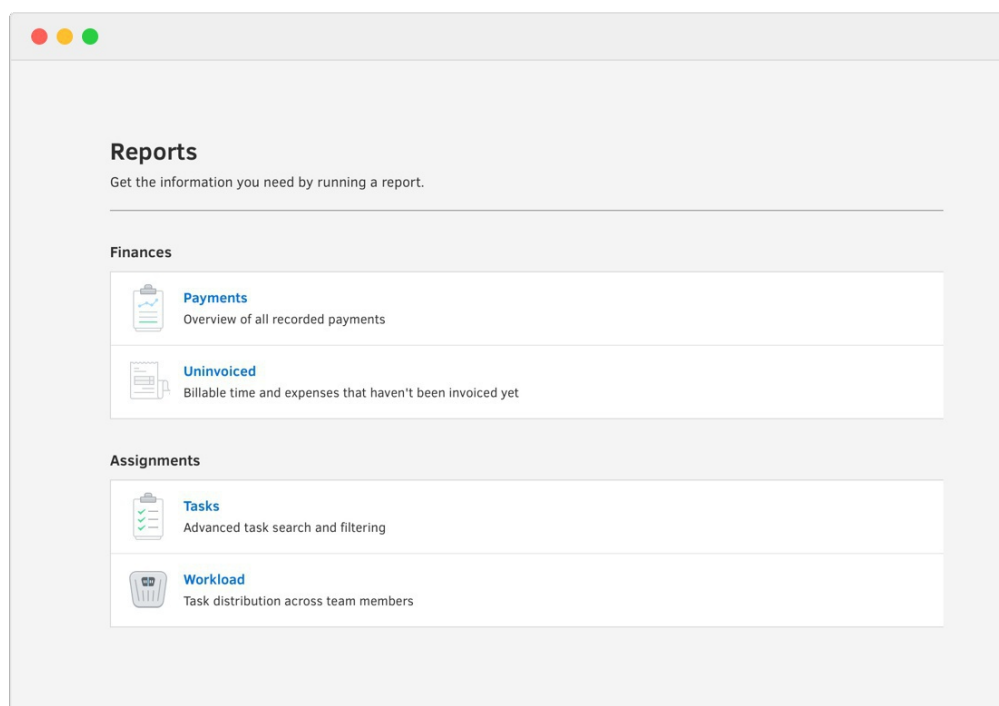 Reports
Get the information you need by running a report.
Finances
Payments
Overview of all recorded payments
Uninvoiced
Billable time and expenses that haven't been invoiced yet
Assignments
Tasks
Advanced task search and filtering
Workload
Task distribution across team members